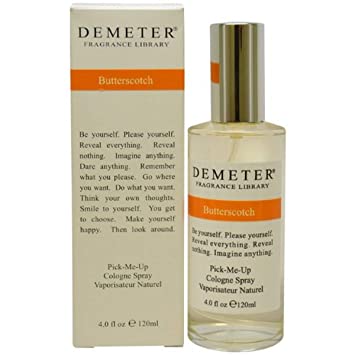 DEMETER
FRAGRANCE LIBRARY
Butterscotch
Be yourself. Please yourself.
Reveal everything. Reveal
nothing. Imagine anything.
Dare anything. Remember
what you please. Go where
you want. Do what you want.
Think your own thoughts.
Smile to yourself. You get
to choose. Make yourself
happy. Then look around.
Pick-Me-Up
Cologne Spray
Vaporisateur Naturel
4.0 fl oz ℮ 120ml
DEMETER
FRAGRANCE LIBRARY
Butterscotch
Be yourself. Please yourself.
Reveal everything. Reveal
nothing. Imagine anything.
Pick-Me-Up
Cologne Spray
Vaporisateur Naturel
4.0 fl oz ℮ 120ml